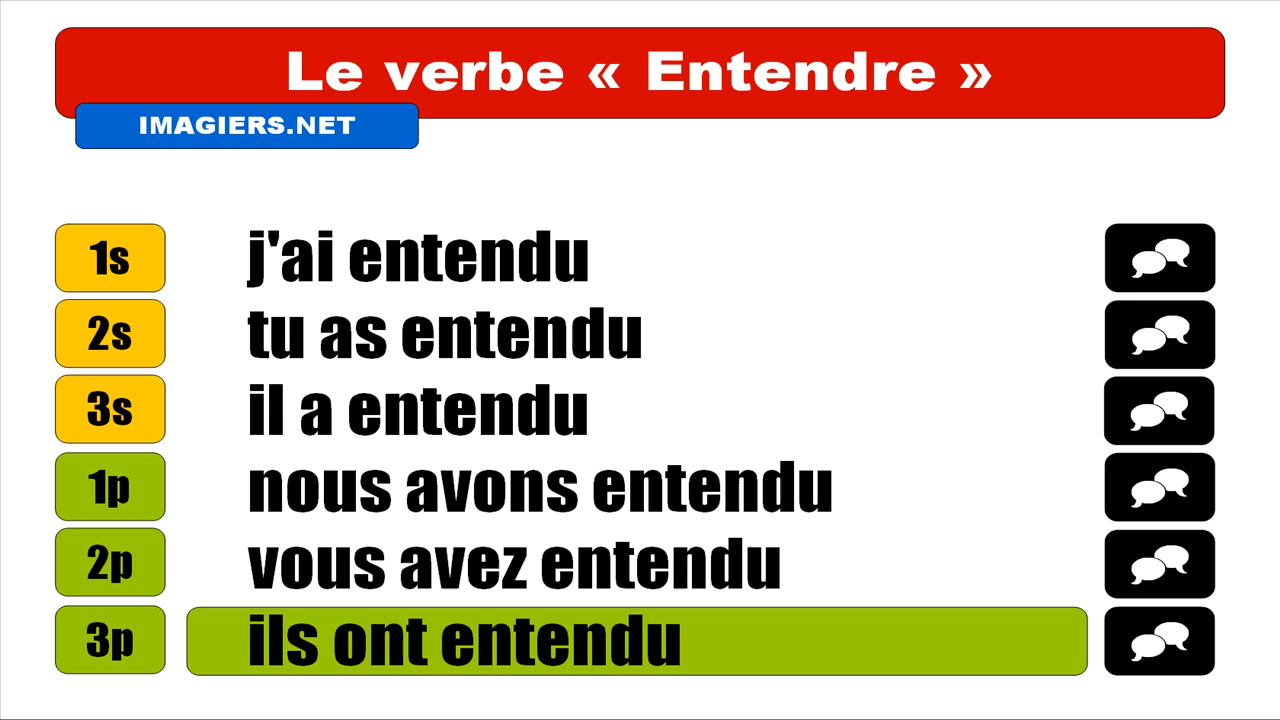 Le verbe « Entendre »
IMAGIERS.NET
1s j'ai entendu
2s tu as entendu
3s il a entendu
1p nous avons entendu
2p vous avez entendu
3p ils ont entendu